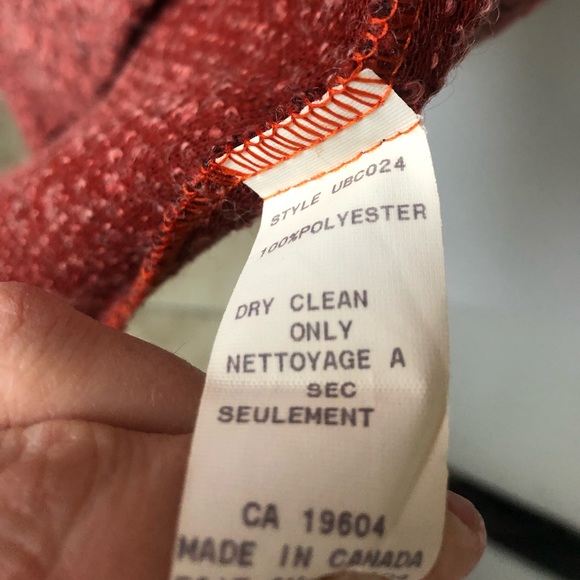 STYLE UBC024
100%POLYESTER
DRY CLEAN
ONLY
NETTOYAGE A
SEC
SEULEMENT
CA 19604
MADE IN CANADA